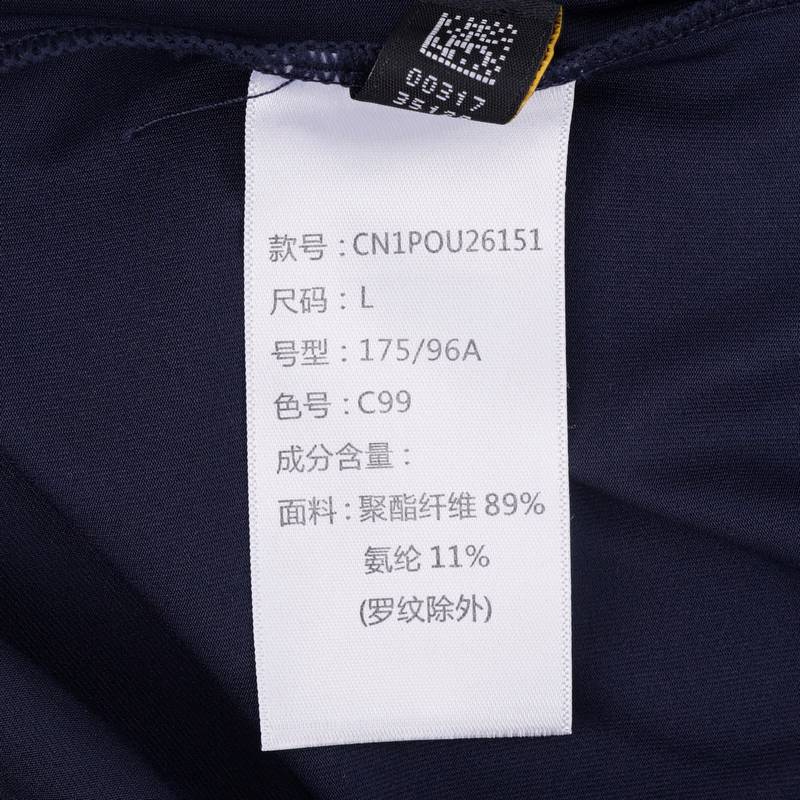 00317
款号：CN1POU26151
尺码：L
号型：175/96A
色号：C99
成分含量：
面料：聚酯纤维 89%
氨纶 11%
(罗纹除外)